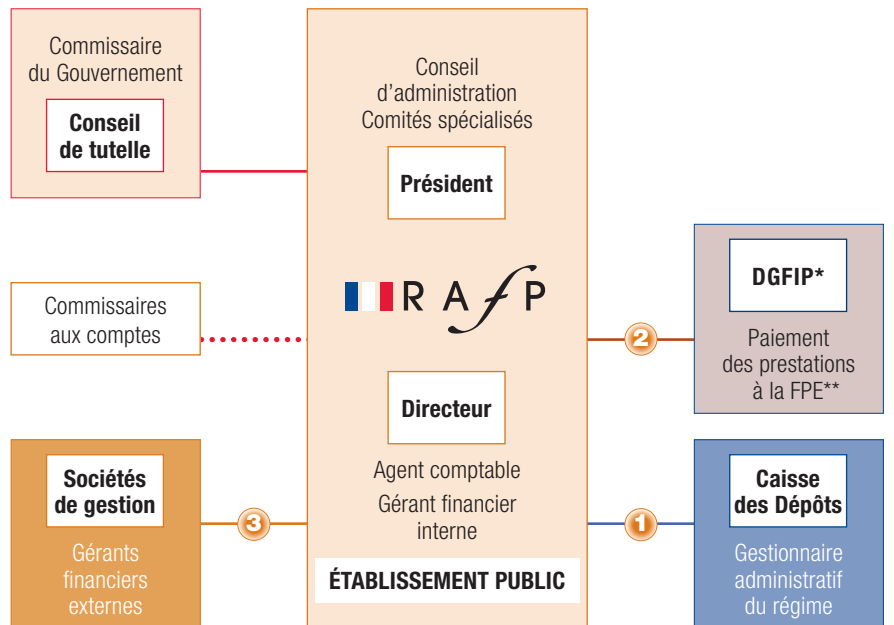 Commissaire
du Gouvernement
Conseil
de tutelle
Commissaires
aux comptes
Sociétés
de gestion
Gérants
financiers
externes
3
Conseil
d'administration
Comités spécialisés
Président
RAfP
Directeur
Agent comptable
Gérant financier
interne
ÉTABLISSEMENT PUBLIC
2
DGFIP*
Paiement
des prestations
à la FPE**
1
Caisse
des Dépôts
Gestionnaire
administratif
du régime